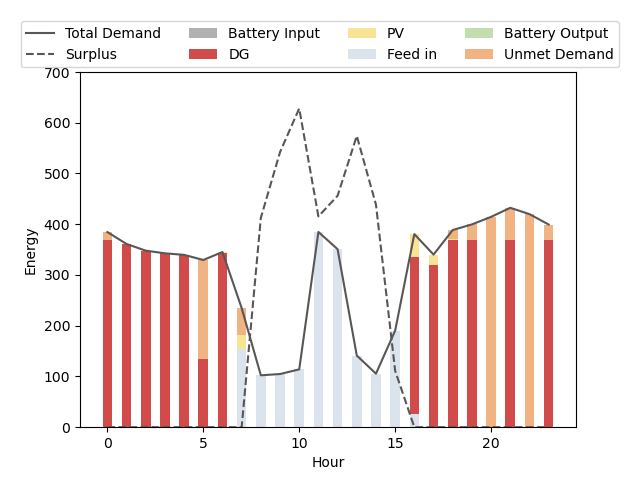 Total Demand Battery Input PV Battery Output
Surplus DG Feed in Unmet Demand
700
600
500
400
300
200
100
0
Energy
0 5 10 15 20
Hour